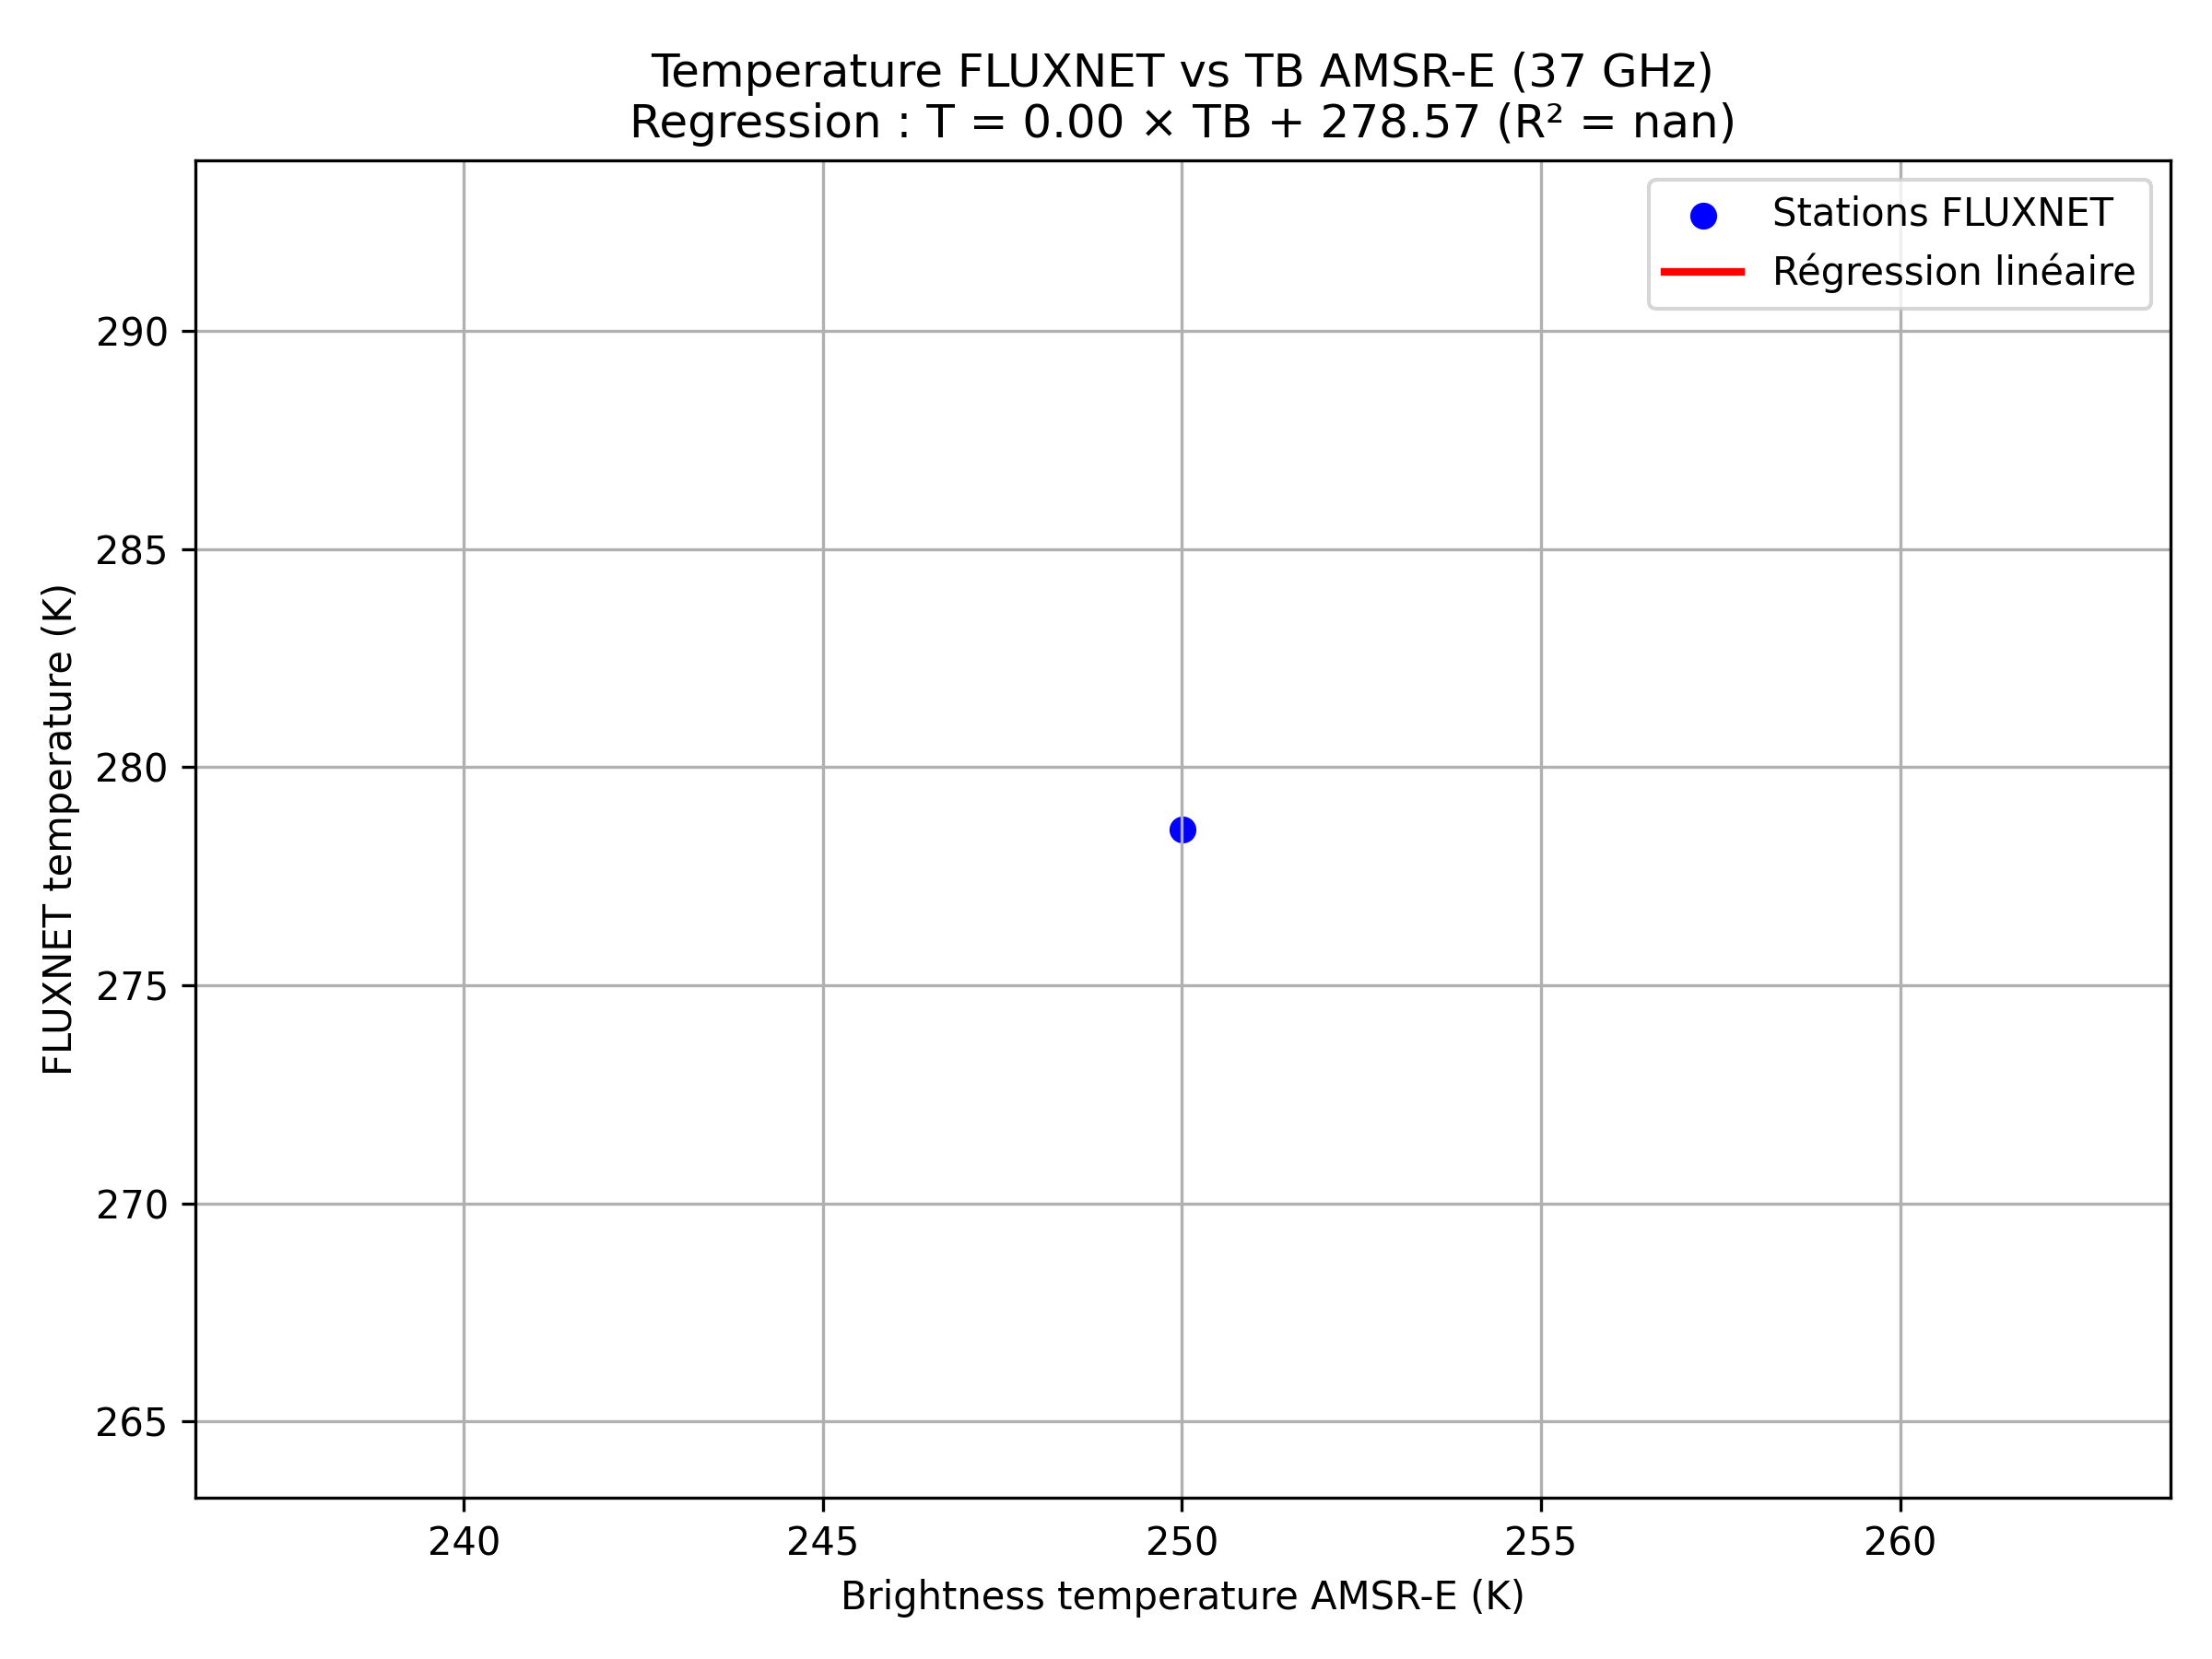 Temperature FLUXNET vs TB AMSR-E (37 GHz)
Regression : T = 0.00 × TB + 278.57 (R² = nan)
Stations FLUXNET
Régression linéaire
FLUXNET temperature (K)
290
285
280
275
270
265
240
245
250
255
260
Brightness temperature AMSR-E (K)